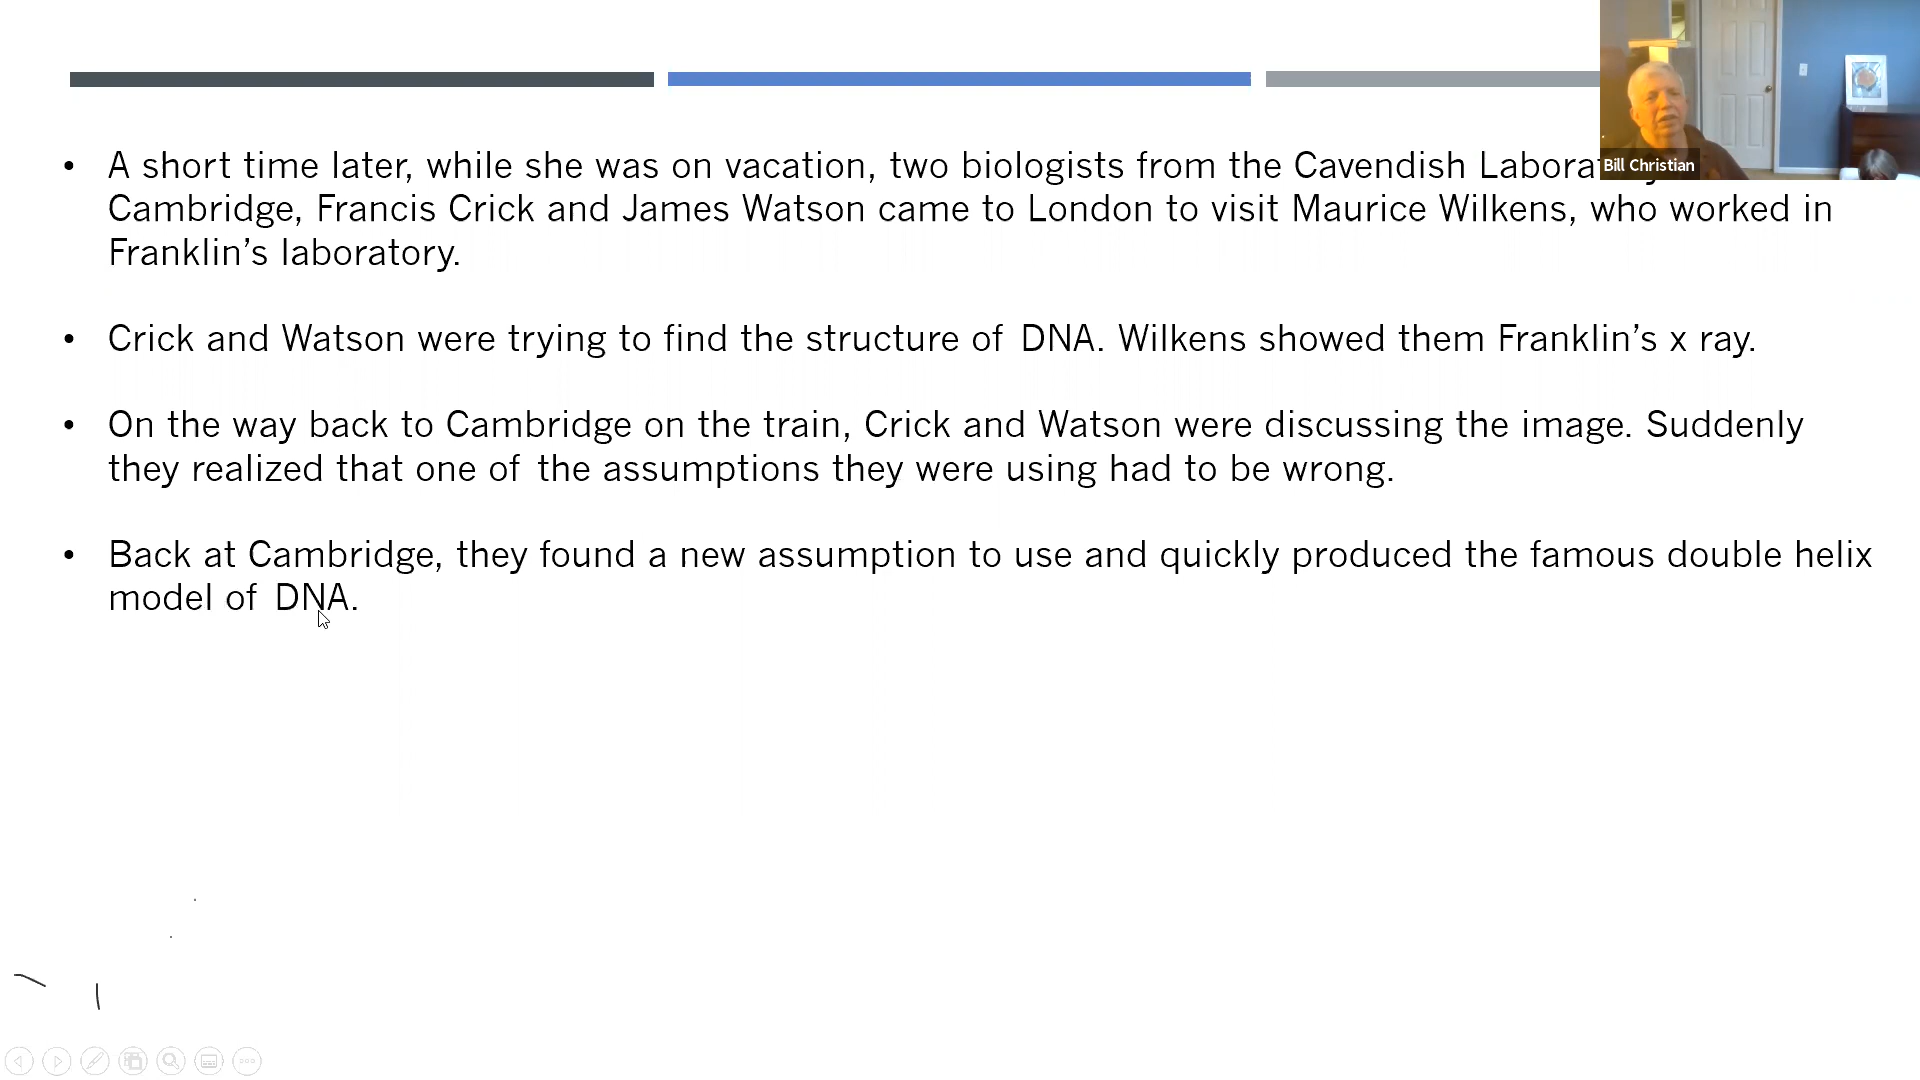 • A short time later, while she was on vacation, two biologists from the Cavendish
Cambridge, Francis Crick and James Watson came to London to visit Maurice Wilkens, who worked in
Franklin’s laboratory.
• Crick and Watson were trying to find the structure of DNA. Wilkens showed them Franklin’s x ray.
• On the way back to Cambridge on the train, Crick and Watson were discussing the image. Suddenly
they realized that one of the assumptions they were using had to be wrong.
• Back at Cambridge, they found a new assumption to use and quickly produced the famous double helix
model of DNA.
Bill Christian